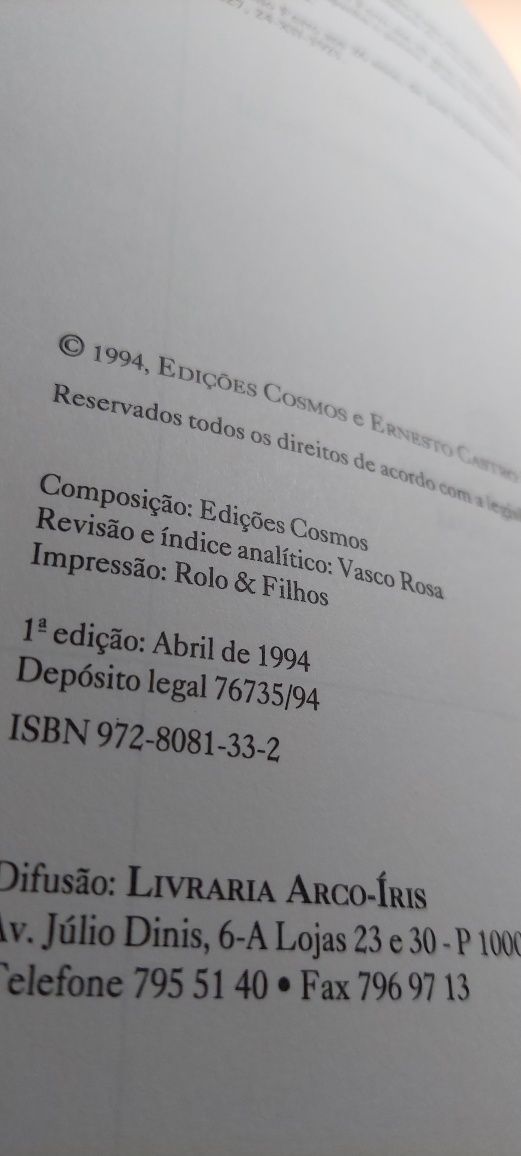 © 1994, EDIÇÕES COSMOS e ERNESTO CASTRO
Reservados todos os direitos de acordo com a
Composição: Edições Cosmos
Revisão e índice analítico: Vasco Rosa
Impressão: Rolo & Filhos
1ª edição: Abril de 1994
Depósito legal 76735/94
ISBN 972-8081-33-2
Difusão: LIVRARIA ARCO-ÍRIS
Av. Júlio Dinis, 6-A Lojas 23 e 30 - P 1000
Telefone 795 51 40 • Fax 796 97 13